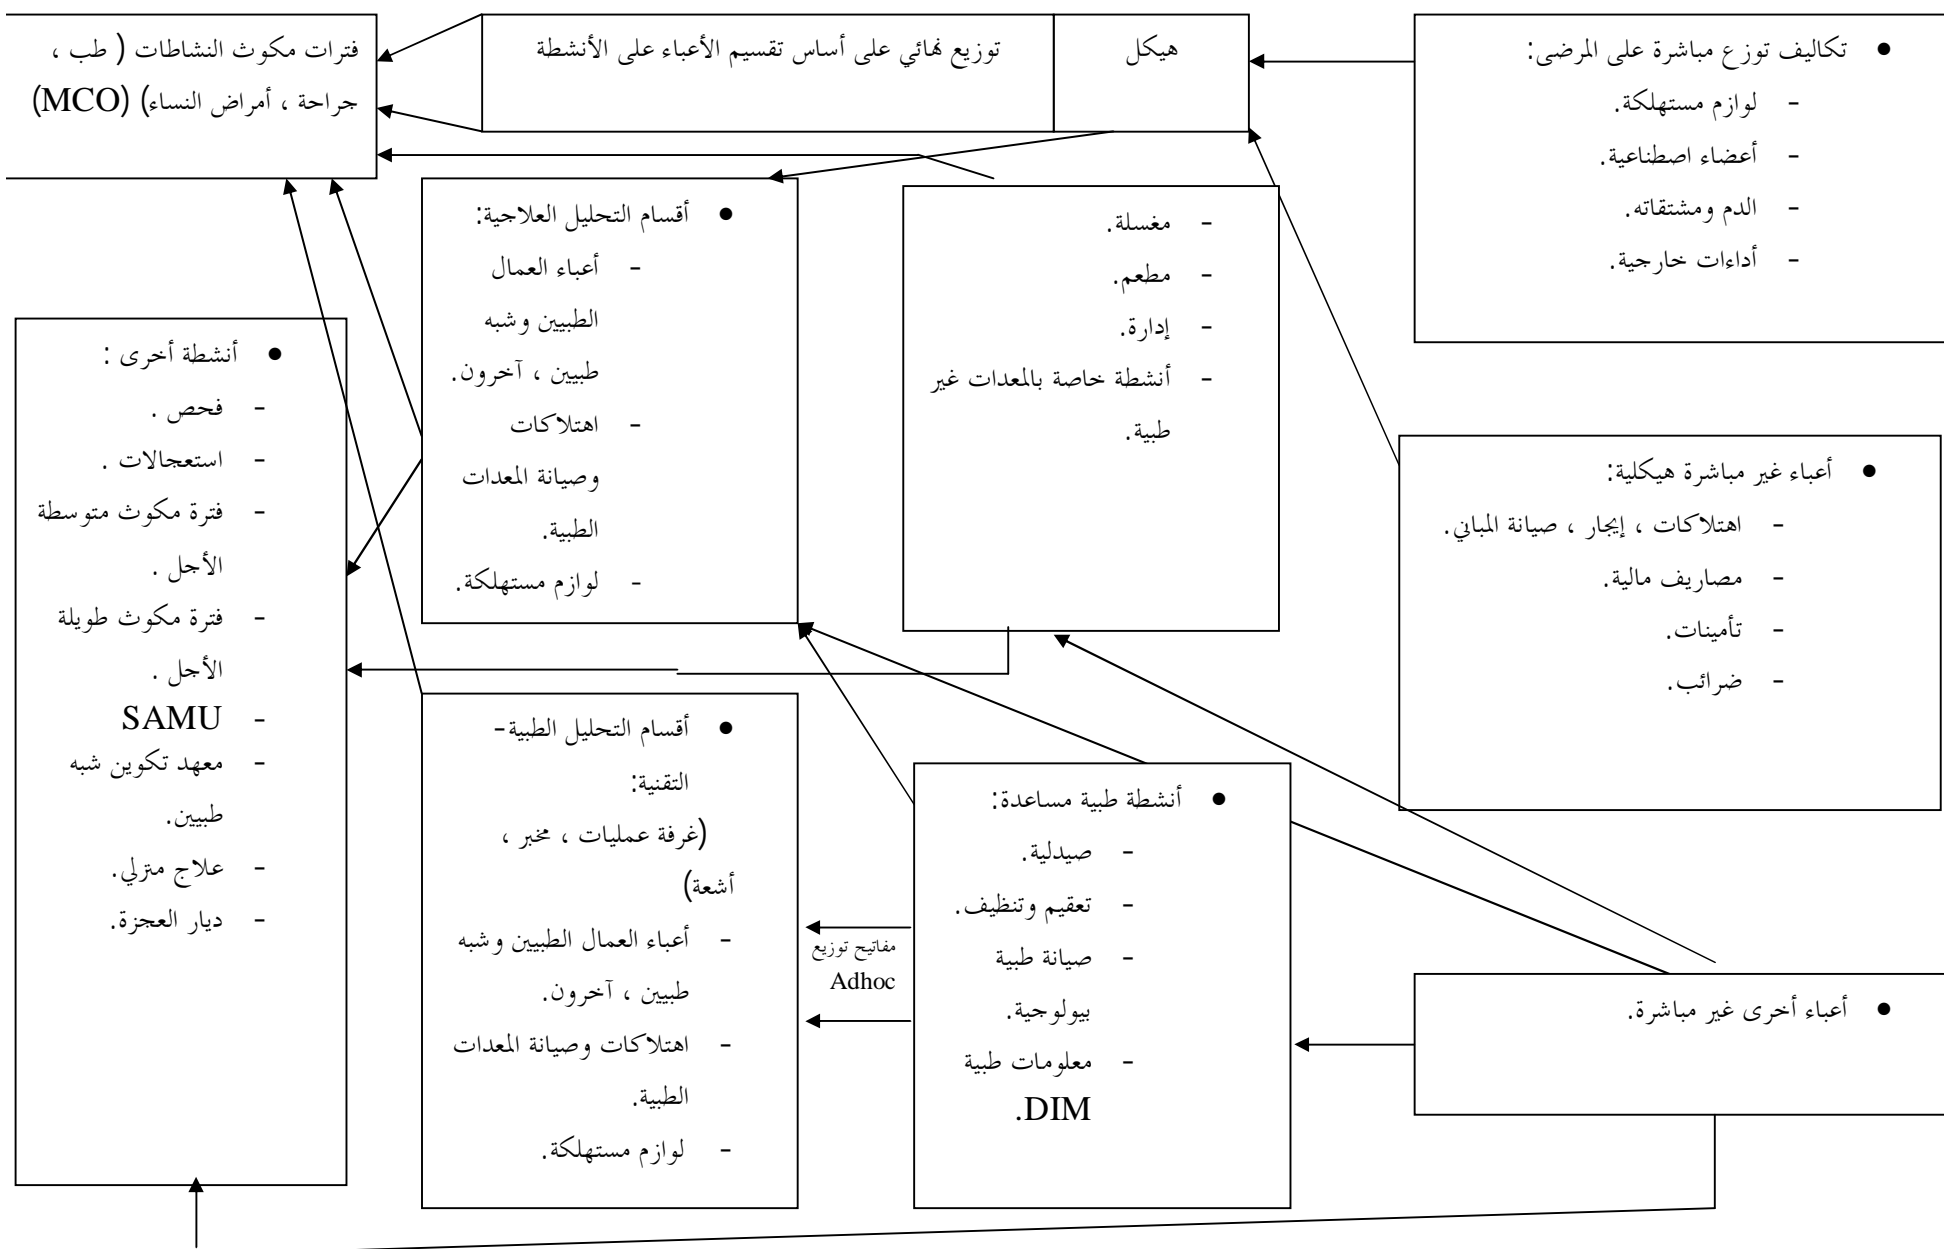 ● تكاليف توزع مباشرة على المرضى:
- لوازم مستهلكة.
- أعضاء اصطناعية.
- الدم ومشتقاته.
- أداءات خارجية.
هيكل
توزيع نهائي على أساس تقسيم الأعباء على الأنشطة
فترات مكوث النشاطات ( طب ،
جراحة ، أمراض النساء) (MCO)
● أعباء غير مباشرة هيكلية:
- اهتلاكات ، إيجار ، صيانة المباني.
- مصاريف مالية.
- تأمينات.
- ضرائب.
- مغسلة.
- مطعم.
- إدارة.
- أنشطة خاصة بالمعدات غير
طبية.
● أقسام التحليل العلاجية:
- أعباء العمال
الطبيين وشبه
طبيين ، آخرون.
- اهتلاكات
وصيانة المعدات
الطبية.
- لوازم مستهلكة.
● أنشطة أخرى :
- فحص .
- استعجالات .
- فترة مكوث متوسطة
الأجل .
- فترة مكوث طويلة
الأجل .
- SAMU
- معهد تكوين شبه
طبيين.
- علاج منزلي.
- ديار العجزة.
● أعباء أخرى غير مباشرة.
● أنشطة طبية مساعدة:
- صيدلية.
- تعقيم وتنظيف.
- صيانة طبية
بيولوجية.
- معلومات طبية
DIM.
مفاتيح توزيع
Adhoc
● أقسام التحليل الطبية-
التقنية:
(غرفة عمليات ، مخبر ،
أشعة)
- أعباء العمال الطبيين وشبه
طبيين ، آخرون.
- اهتلاكات وصيانة المعدات
الطبية.
- لوازم مستهلكة.